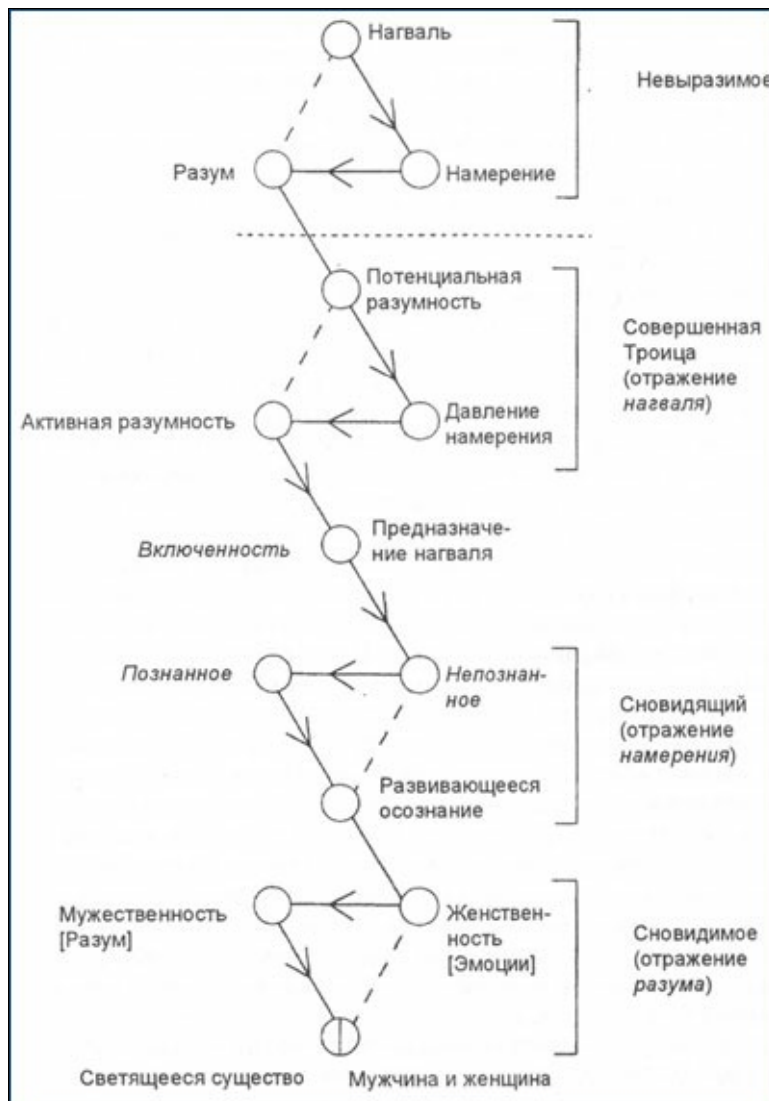 Нагваль
Невыразимое
Разум
Намерение
Потенциальная
разумность
Совершенная
Троица
(отражение
нагваля)
Активная разумность
Давление
намерения
Включенность
Предназначе-
ние нагваля
Познанное
Непознан-
ное
Сновидящий
(отражение
намерения)
Развивающееся
осознание
Мужественность
[Разум]
Женствен-
ность
[Эмоции]
Сновидимое
(отражение
разума)
Светящееся существо
Мужчина и женщина